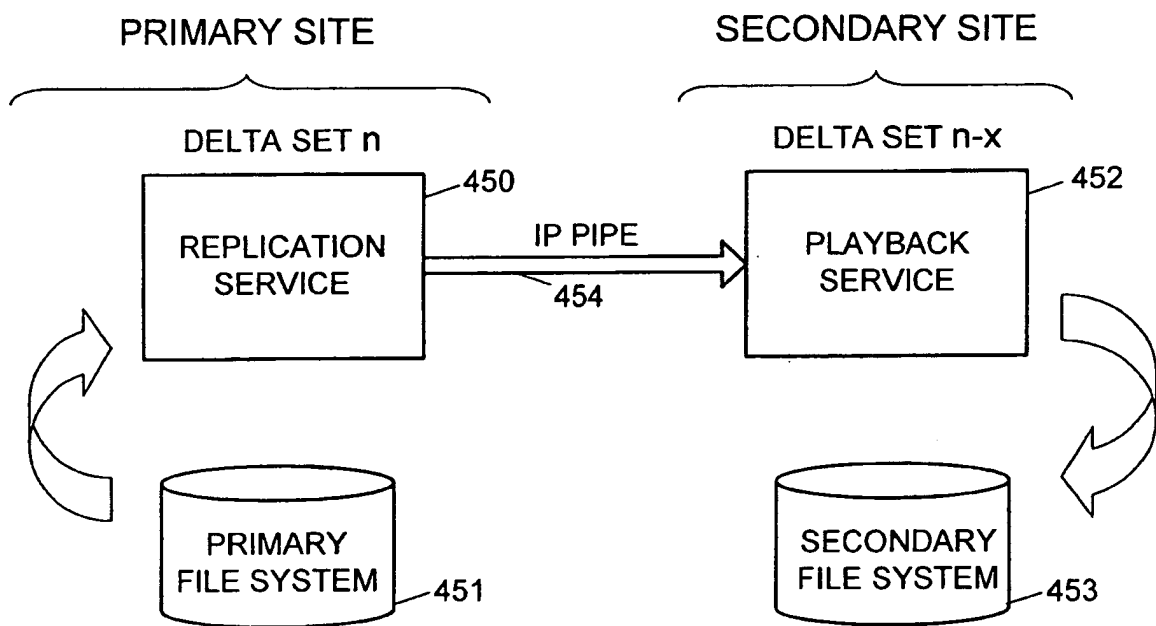 PRIMARY SITE
SECONDARY SITE
DELTA SET n
DELTA SET n-x
450
452
REPLICATION
SERVICE
IP PIPE
454
PLAYBACK
SERVICE
PRIMARY
FILE SYSTEM
451
SECONDARY
FILE SYSTEM
453